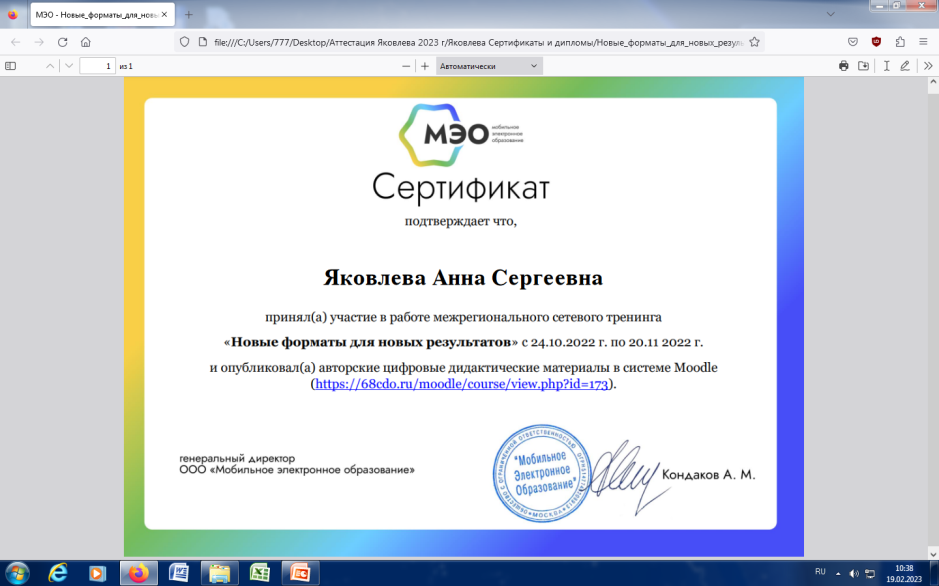 МЭО - Новые_форматы_для_новы
file:///C:/Users/777/Desktop/Аттестация Яковлева 2023 г/Яковлева Сертификаты и дипломы/Новые_форматы_для_новых_резул
1 из 1
Автоматически
МЭО мобильное
электронное
образование
Сертификат
подтверждает что,
Яковлева Анна Сергеевна
принял(а) участие в работе межрегионального сетевого тренинга
«Новые форматы для новых результатов» с 24.10.2022 г. по 20.11 2022 г.
и опубликовал(а) авторские цифровые дидактические материалы в системе Moodle
(https://68cdo.ru/moodle/course/view.php?id=173).
генеральный директор
ООО «Мобильное электронное образование»
"Мобильное
Электронное
Образование"
МОСКВА
Кондаков А. М.
RU
10:38
19.02.2023